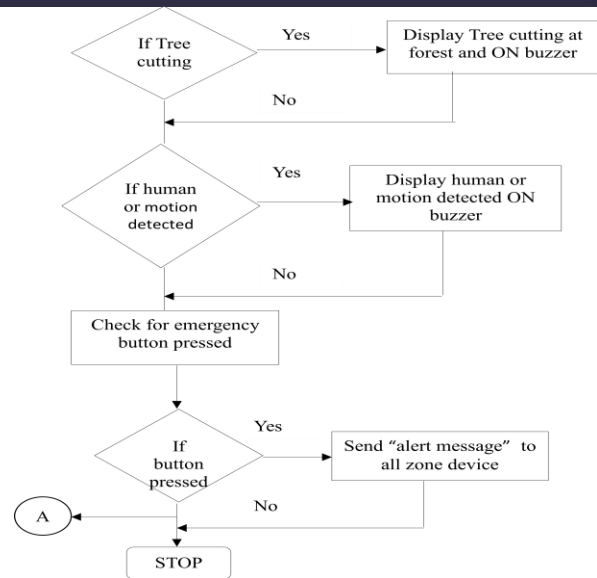 If Tree
cutting
Yes
Display Tree cutting at
forest and ON buzzer
No
If human
or motion
detected
Yes
Display human or
motion detected ON
buzzer
No
Check for emergency
button pressed
If
button
pressed
Yes
Send “alert message” to
all zone device
No
A
STOP